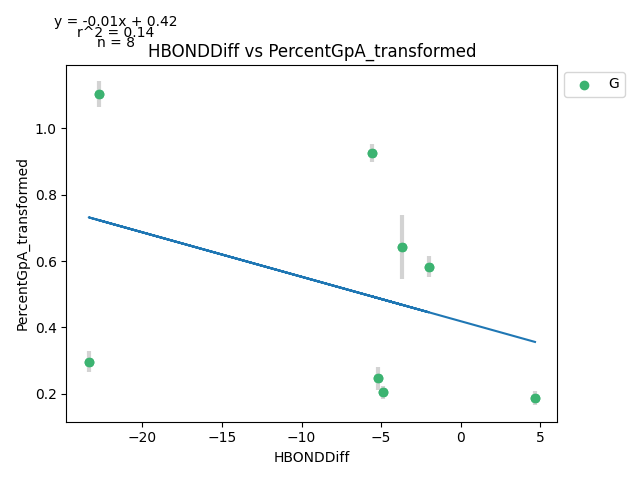 y = -0.01x + 0.42
r^2 = 0.14
n = 8
HBONDDiff vs PercentGpA_transformed
G
PercentGpA_transformed
1.0
0.8
0.6
0.4
0.2
−20
−15
−10
−5
0
5
HBONDDiff